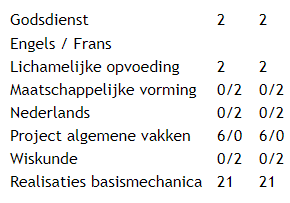 Godsdienst 2 2
Engels / Frans
Lichamelijke opvoeding 2 2
Maatschappelijke vorming 0/2 0/2
Nederlands 0/2 0/2
Project algemene vakken 6/0 6/0
Wiskunde 0/2 0/2
Realisaties basismechanica 21 21